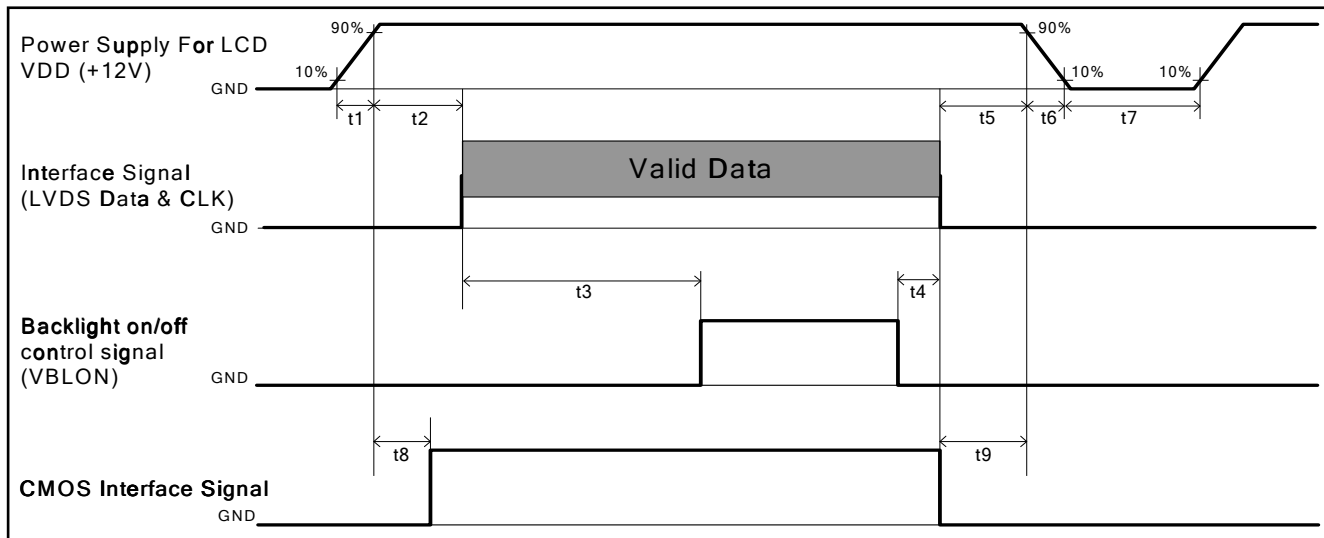 Power Supply For LCD
VDD (+12V)
90%
10%
GND
90%
10%
10%
t1
t2
t5
t6
t7
Interface Signal
(LVDS Data & CLK)
GND
Valid Data
t3
t4
Backlight on/off
control signal
(VBLON)
GND
t8
t9
CMOS Interface Signal
GND